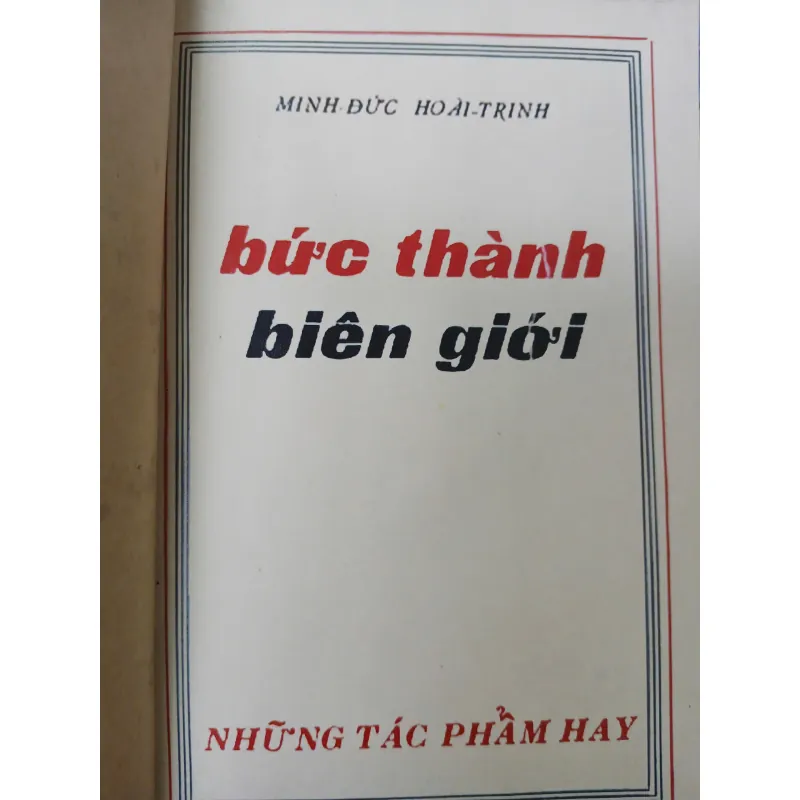 MINH-ĐỨC HOÀI-TRINH
bức thành
biên giới
NHỮNG TÁC PHẨM HAY